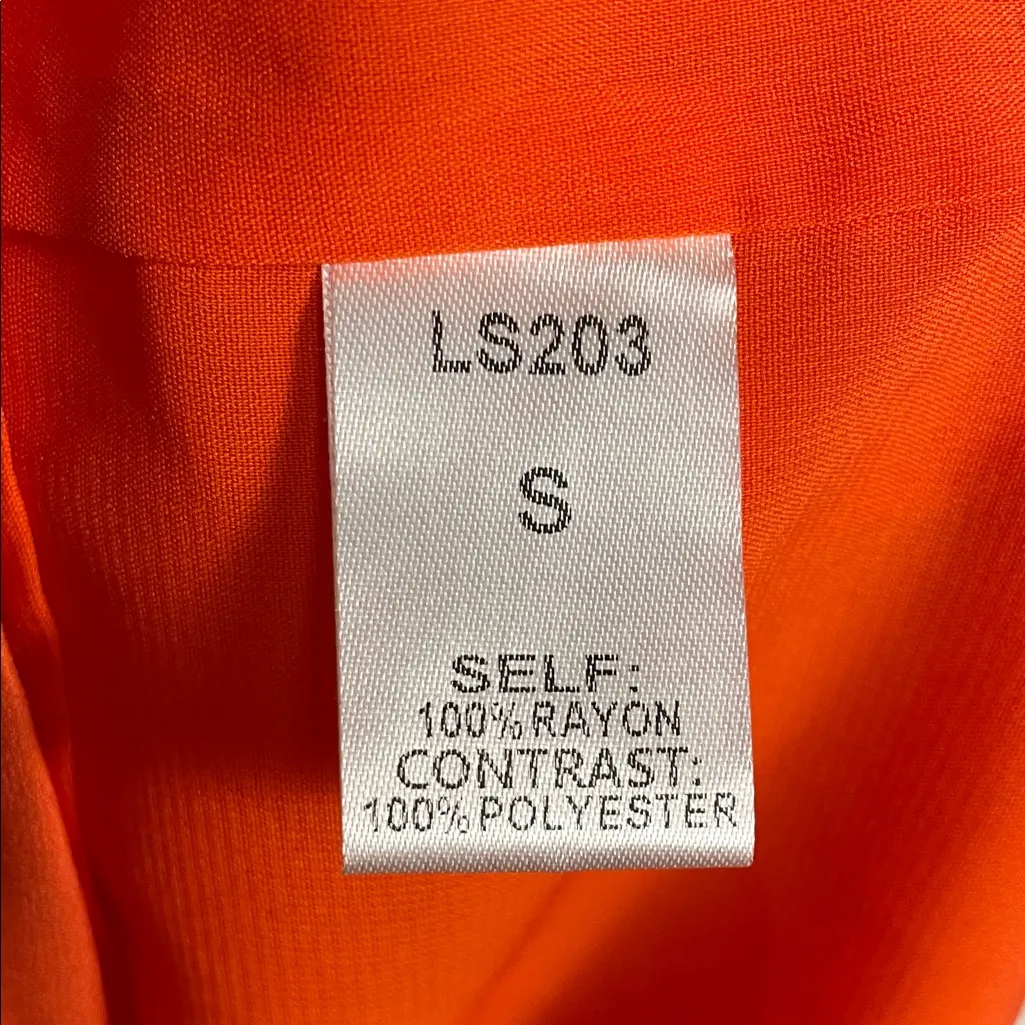 LS203
S
SELF:
100% RAYON
CONTRAST:
100% POLYESTER